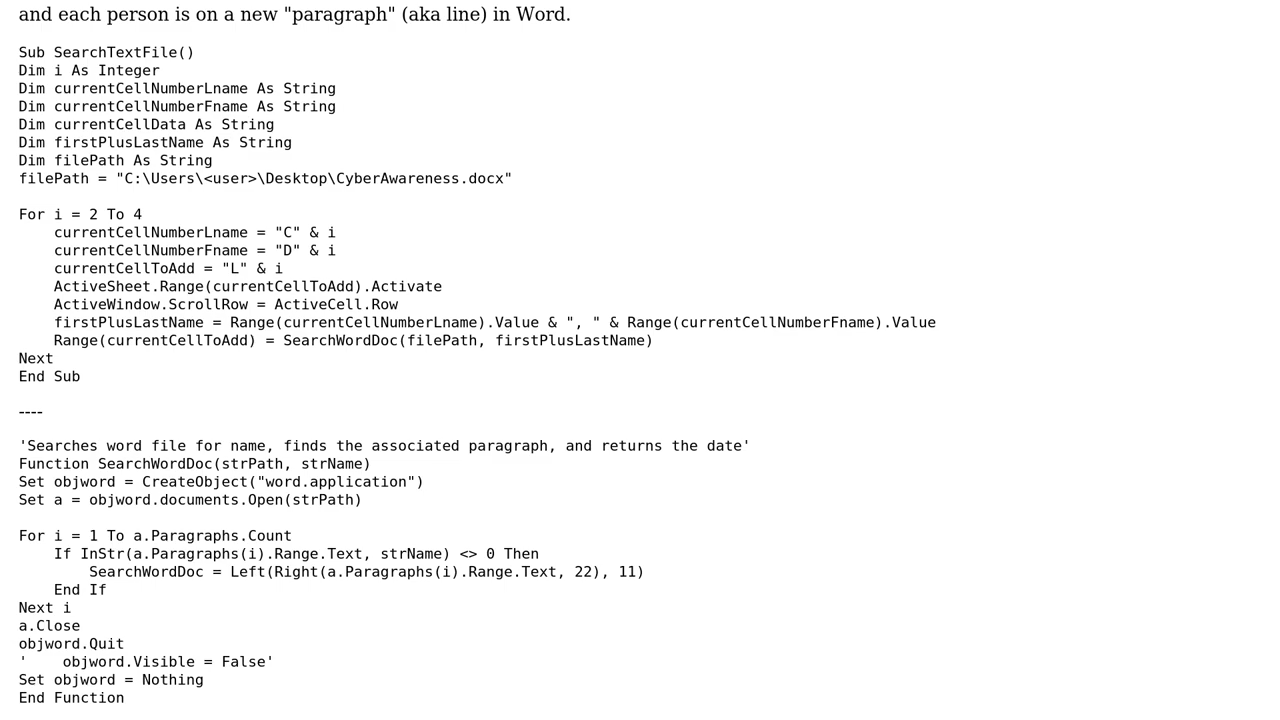 and each person is on a new "paragraph" (aka line) in Word.
Sub SearchTextFile()
Dim i As Integer
Dim currentCellNumberLname As String
Dim currentCellNumberFname As String
Dim currentCellData As String
Dim firstPlusLastName As String
Dim filePath As String
filePath = "C:\Users\<user>\Desktop\CyberAwareness.docx"
For i = 2 To 4
    currentCellNumberLname = "C" & i
    currentCellNumberFname = "D" & i
    currentCellToAdd = "L" & i
    ActiveSheet.Range(currentCellToAdd).Activate
    ActiveWindow.ScrollRow = ActiveCell.Row
    firstPlusLastName = Range(currentCellNumberLname).Value & ", " & Range(currentCellNumberFname).Value
    Range(currentCellToAdd) = SearchWordDoc(filePath, firstPlusLastName)
Next
End Sub
----
'Searches word file for name, finds the associated paragraph, and returns the date'
Function SearchWordDoc(strPath, strName)
Set objword = CreateObject("word.application")
Set a = objword.documents.Open(strPath)
For i = 1 To a.Paragraphs.Count
    If InStr(a.Paragraphs(i).Range.Text, strName) <> 0 Then
        SearchWordDoc = Left(Right(a.Paragraphs(i).Range.Text, 22), 11)
    End If
Next i
a.Close
objword.Quit
'    objword.Visible = False'
Set objword = Nothing
End Function